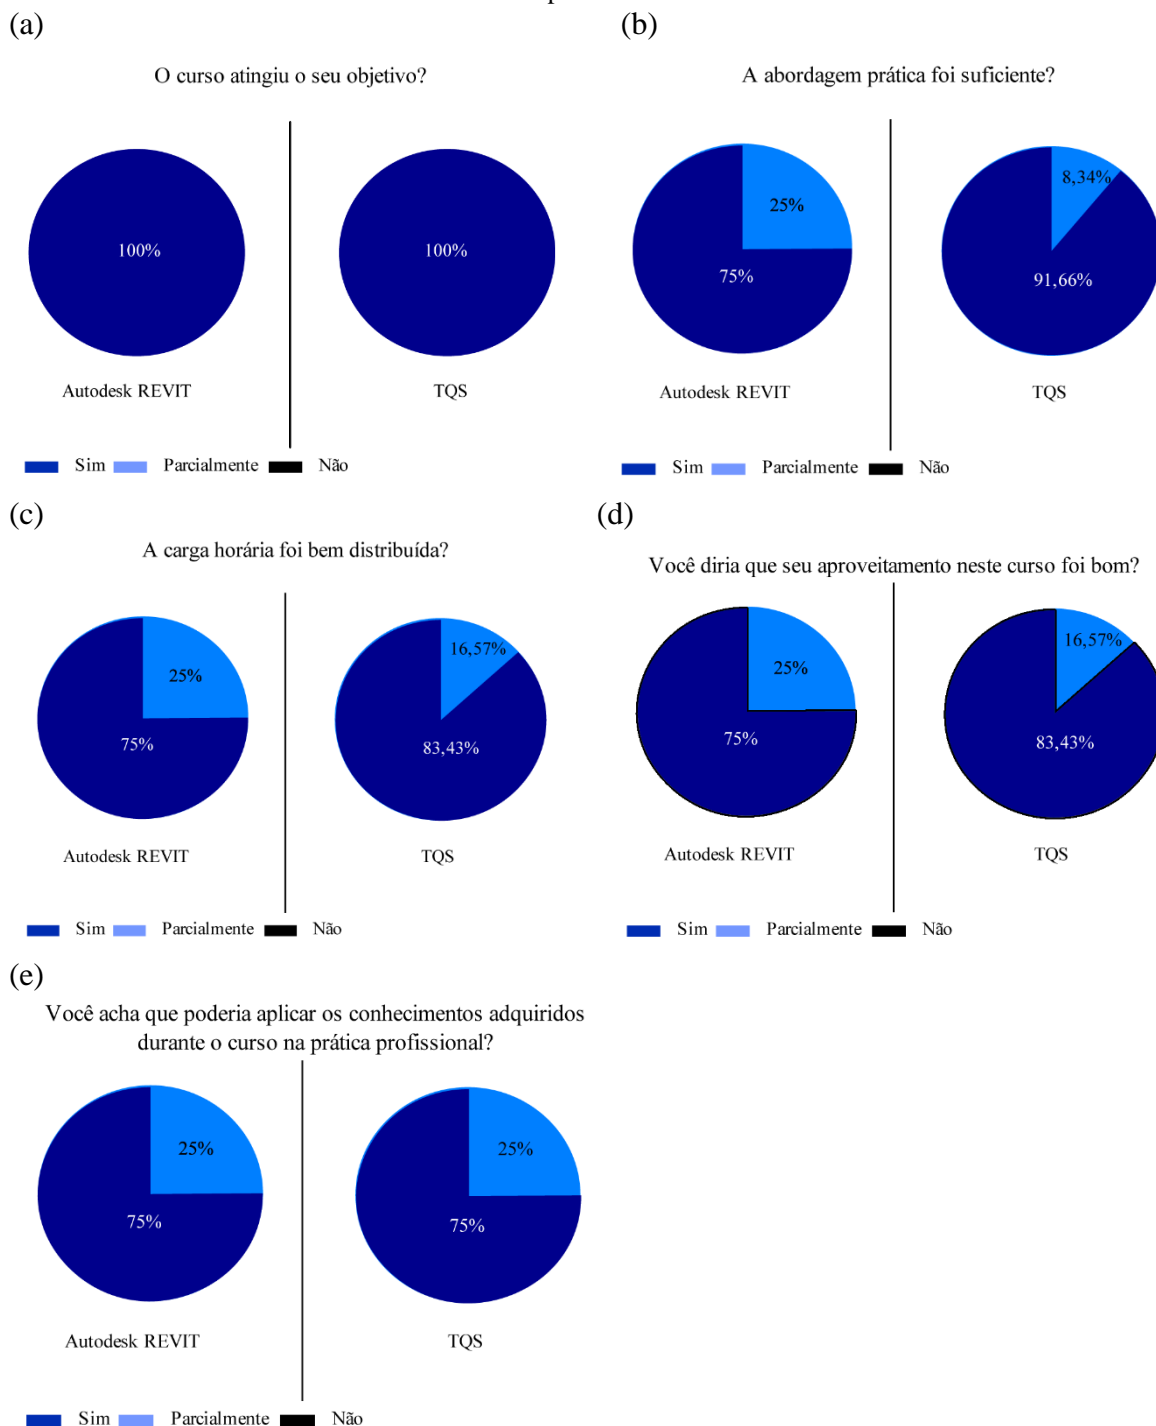 (a)
O curso atingiu o seu objetivo?
100%
100%
Autodesk REVIT
TQS
Sim Parcialmente Não
(b)
A abordagem prática foi suficiente?
25%
75%
8,34%
91,66%
Autodesk REVIT
TQS
Sim Parcialmente Não
(c)
A carga horária foi bem distribuída?
25%
75%
16,57%
83,43%
Autodesk REVIT
TQS
Sim Parcialmente Não
(d)
Você diria que seu aproveitamento neste curso foi bom?
25%
75%
16,57%
83,43%
Autodesk REVIT
TQS
Sim Parcialmente Não
(e)
Você acha que poderia aplicar os conhecimentos adquiridos
durante o curso na prática profissional?
25%
75%
25%
75%
Autodesk REVIT
TQS
Sim Parcialmente Não